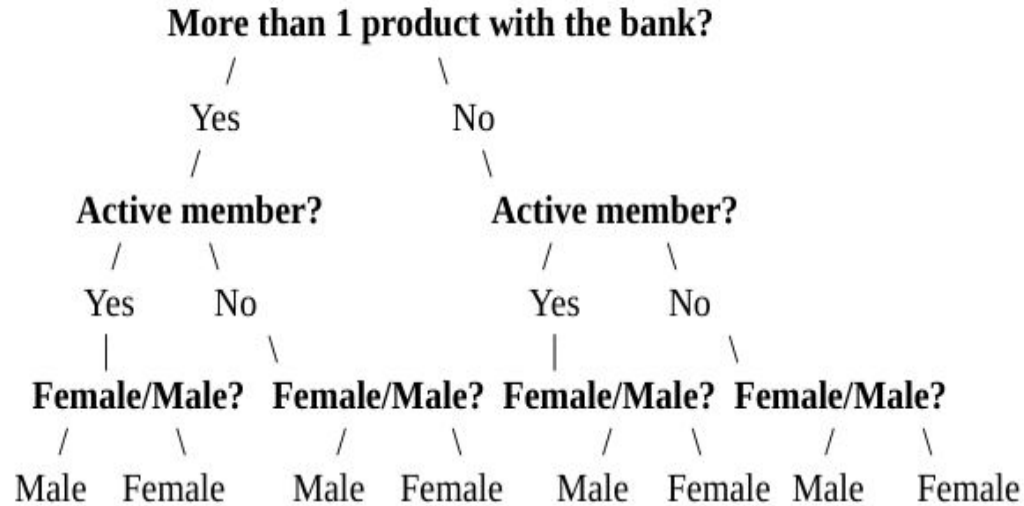 More than 1 product with the bank?
Yes No
Active member? Active member?
Yes No Yes No
Female/Male? Female/Male? Female/Male? Female/Male?
Male Female Male Female Male Female Male Female